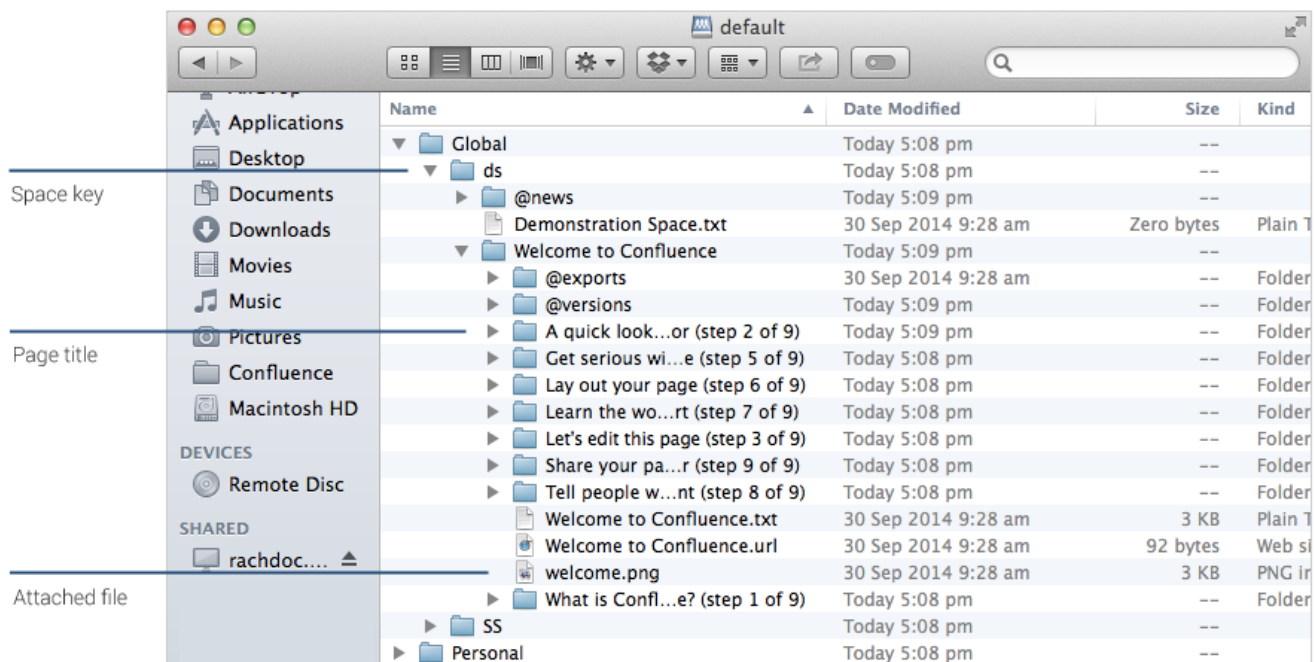 default
Name Date Modified Size Kind
Applications
Global Today 5:08 pm --
Desktop
ds Today 5:08 pm --
Space key
Documents
@news Today 5:09 pm --
Demonstration Space.txt 30 Sep 2014 9:28 am Zero bytes Plain T
Downloads
Welcome to Confluence Today 5:09 pm --
Movies
@exports 30 Sep 2014 9:28 am -- Folder
Music
@versions Today 5:09 pm -- Folder
Pictures
A quick look...or (step 2 of 9) Today 5:09 pm -- Folder
Page title
Get serious wi...e (step 5 of 9) Today 5:08 pm -- Folder
Confluence
Lay out your page (step 6 of 9) Today 5:08 pm -- Folder
Macintosh HD
Learn the wo...rt (step 7 of 9) Today 5:08 pm -- Folder
Let's edit this page (step 3 of 9) Today 5:08 pm -- Folder
DEVICES
Share your pa...r (step 9 of 9) Today 5:08 pm -- Folder
Remote Disc
Tell people w...nt (step 8 of 9) Today 5:08 pm -- Folder
Welcome to Confluence.txt 30 Sep 2014 9:28 am 3 KB Plain T
SHARED
Welcome to Confluence.url 30 Sep 2014 9:28 am 92 bytes Web si
rachdoc....
welcome.png 30 Sep 2014 9:28 am 3 KB PNG in
Attached file
What is Confl...e? (step 1 of 9) Today 5:08 pm -- Folder
SS Today 5:08 pm --
Personal Today 5:08 pm --